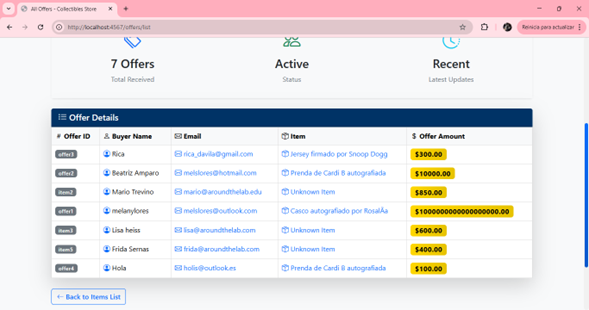 All Offers - Collectibles Store
http://localhost:4567/offers/list
Reinicia para actualizar
7 Offers Active Recent
Total Received Status Latest Updates
Offer Details
# Offer ID Buyer Name Email Item $ Offer Amount
offer3 Rica rica_davila@gmail.com Jersey firmado por Snoop Dogg $300.00
offer2 Beatriz Amparo melslores@hotmail.com Prenda de Cardi B autografiada $10000.00
item2 Mario Trevino mario@aroundthelab.edu Unknown Item $850.00
offer1 melanylores melslores@outlook.com Casco autografiado por RosalÃ­a $1000000000000000000.00
item3 Lisa heiss lisa@aroundthelab.com Unknown Item $600.00
item5 Frida Sernas frida@aroundthelab.com Unknown Item $400.00
offer4 Hola holis@outlook.es Prenda de Cardi B autografiada $100.00
← Back to Items List